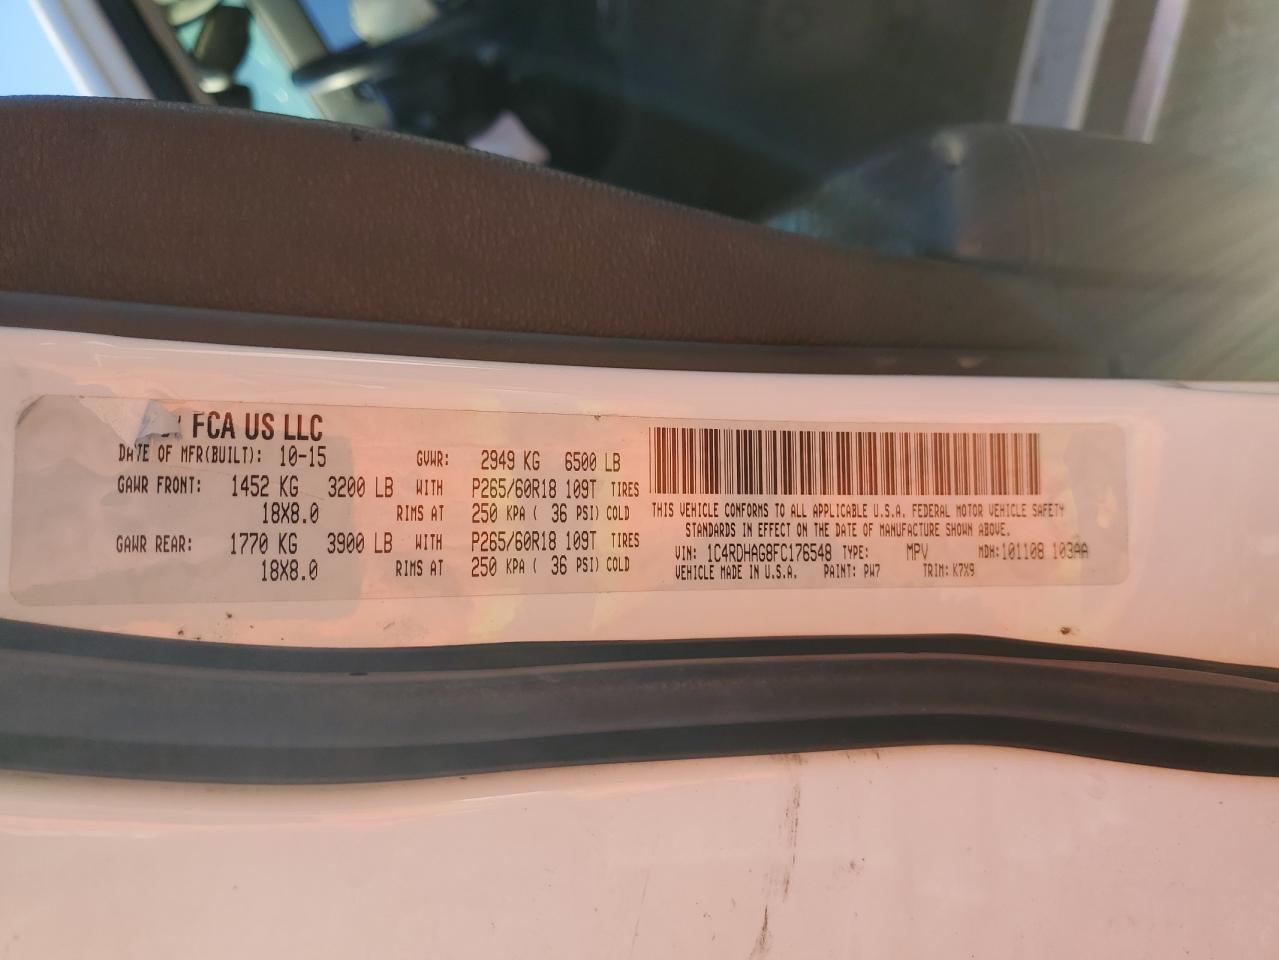 FCA US LLC
DATE OF MFR(BUILT): 10-15 GVWR: 2949 KG 6500 LB
GAWR FRONT: 1452 KG 3200 LB WITH P265/60R18 109T TIRES
18X8.0 RIMS AT 250 KPA ( 36 PSI) COLD
GAWR REAR: 1770 KG 3900 LB WITH P265/60R18 109T TIRES
18X8.0 RIMS AT 250 KPA ( 36 PSI) COLD
THIS VEHICLE CONFORMS TO ALL APPLICABLE U.S.A. FEDERAL MOTOR VEHICLE SAFETY
STANDARDS IN EFFECT ON THE DATE OF MANUFACTURE SHOWN ABOVE.
VIN: 1C4RDHAG8FC176548 TYPE: MPV MDH:101108 103AA
VEHICLE MADE IN U.S.A. PAINT: PW7 TRIM: K7X9